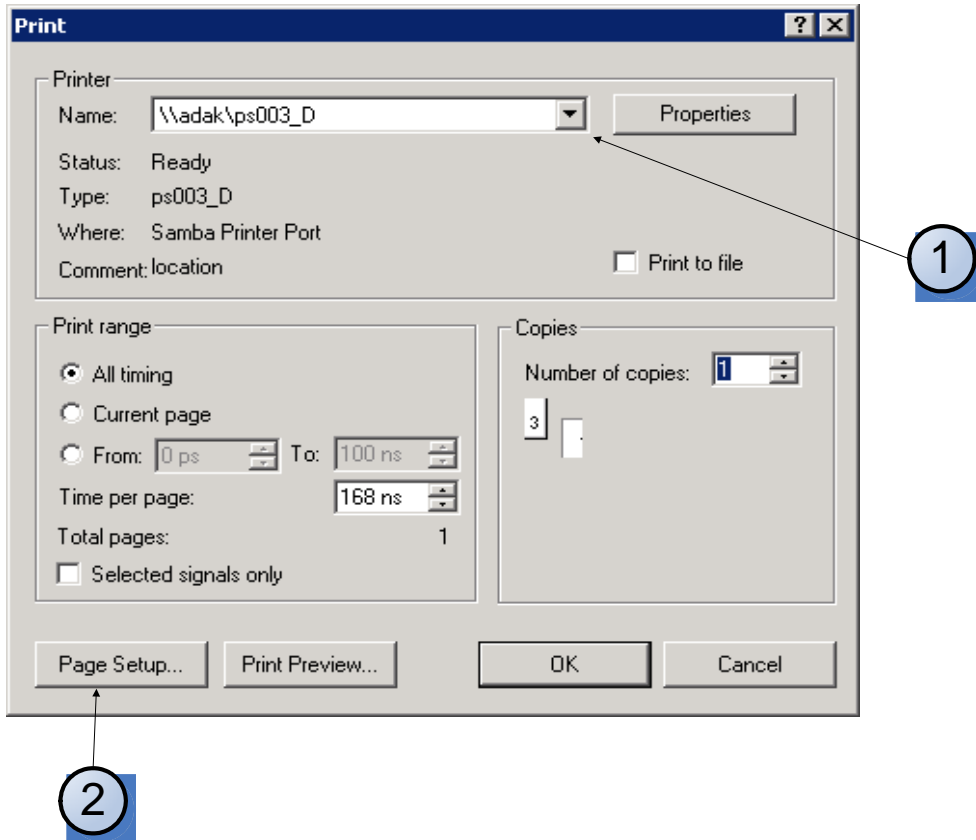 Print
Printer
Name: \\adak\ps003_D Properties
Status: Ready
Type: ps003_D
Where: Samba Printer Port
Comment: location
Print to file
1
Print range
All timing
Current page
From: 0 ps To: 100 ns
Time per page: 168 ns
Total pages: 1
Selected signals only
Copies
Number of copies: 1
3
Page Setup... Print Preview... OK Cancel
2